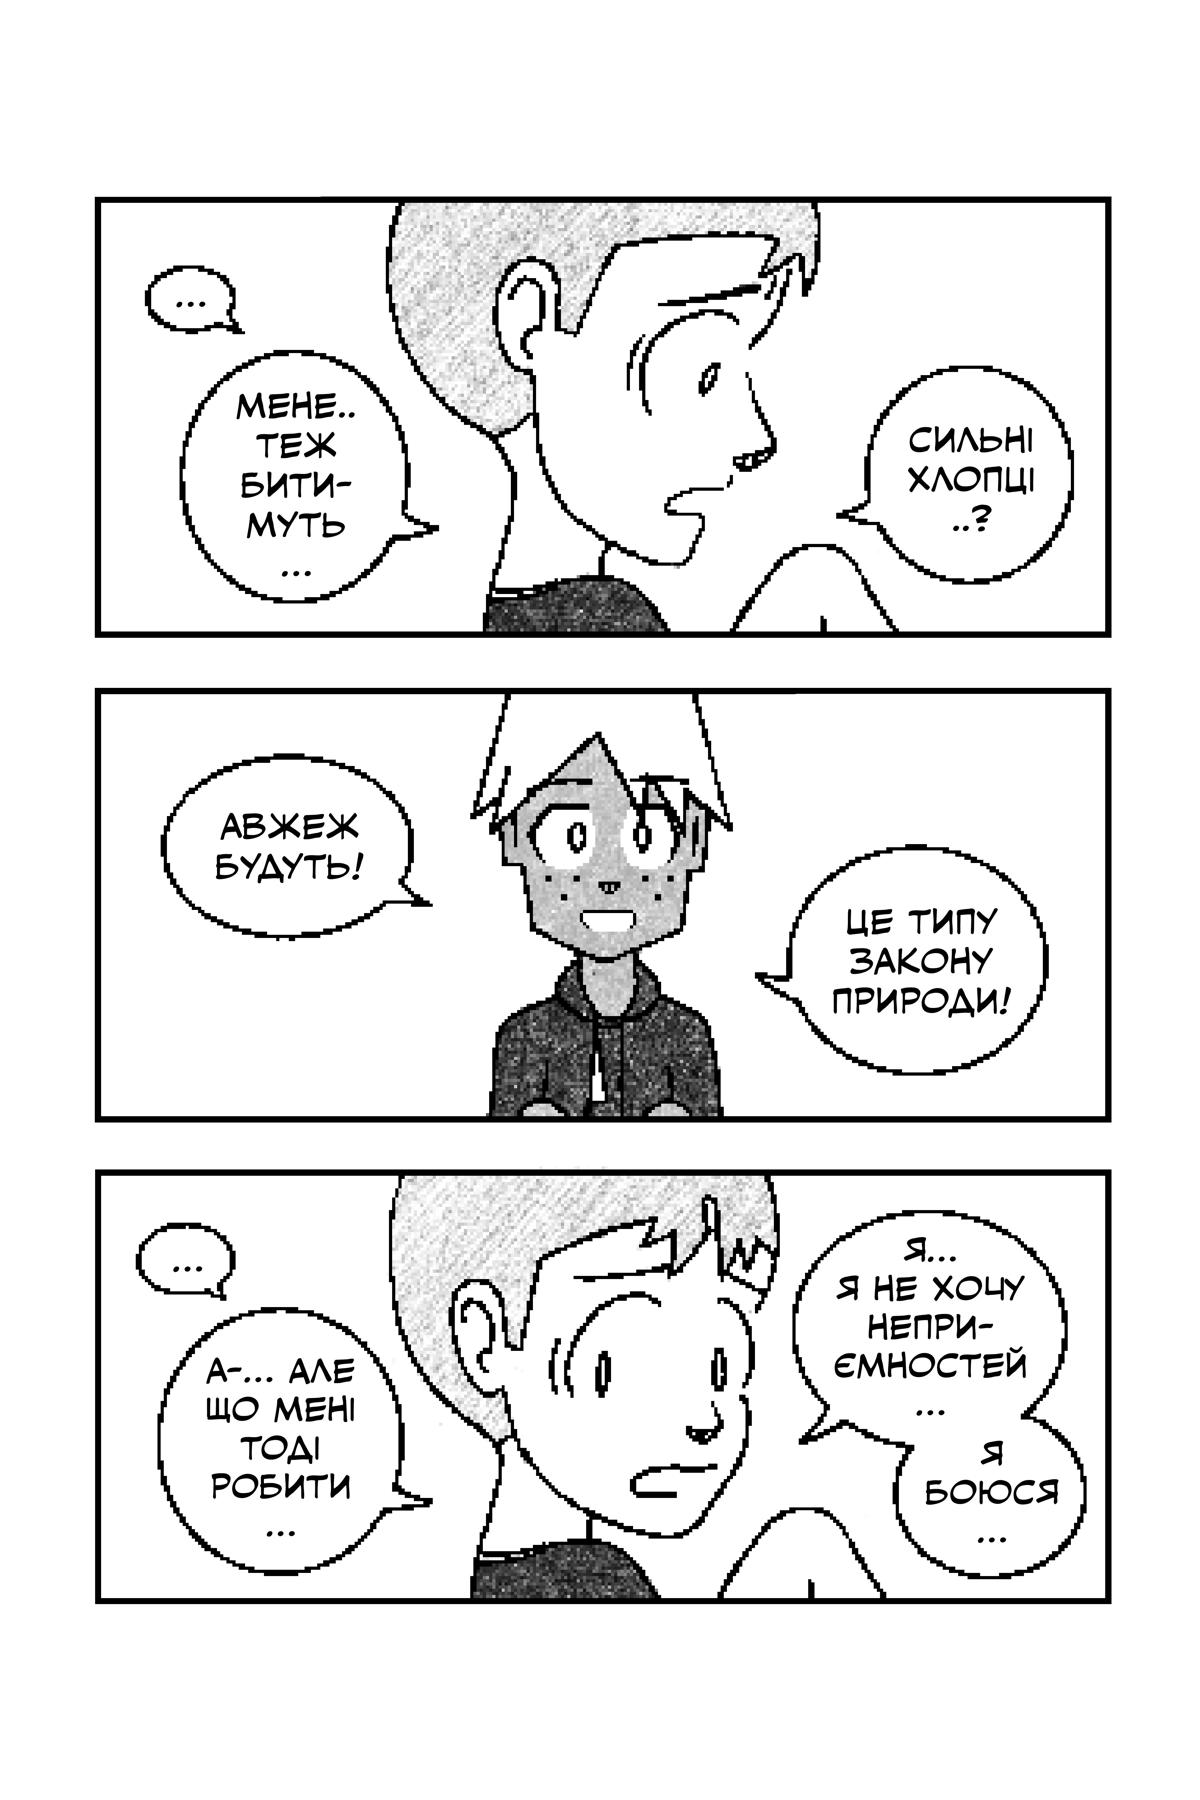 ...
МЕНЕ..
ТЕЖ
БИТИ-
МУТЬ
...
СИЛЬНІ
ХЛОПЦІ
..?
АВЖЕЖ
БУДУТЬ!
ЦЕ ТИПУ
ЗАКОНУ
ПРИРОДИ!
...
А-... АЛЕ
ЩО МЕНІ
ТОДІ
РОБИТИ
...
Я...
Я НЕ ХОЧУ
НЕПРИ-
ЄМНОСТЕЙ
...
Я
БОЮСЯ
...